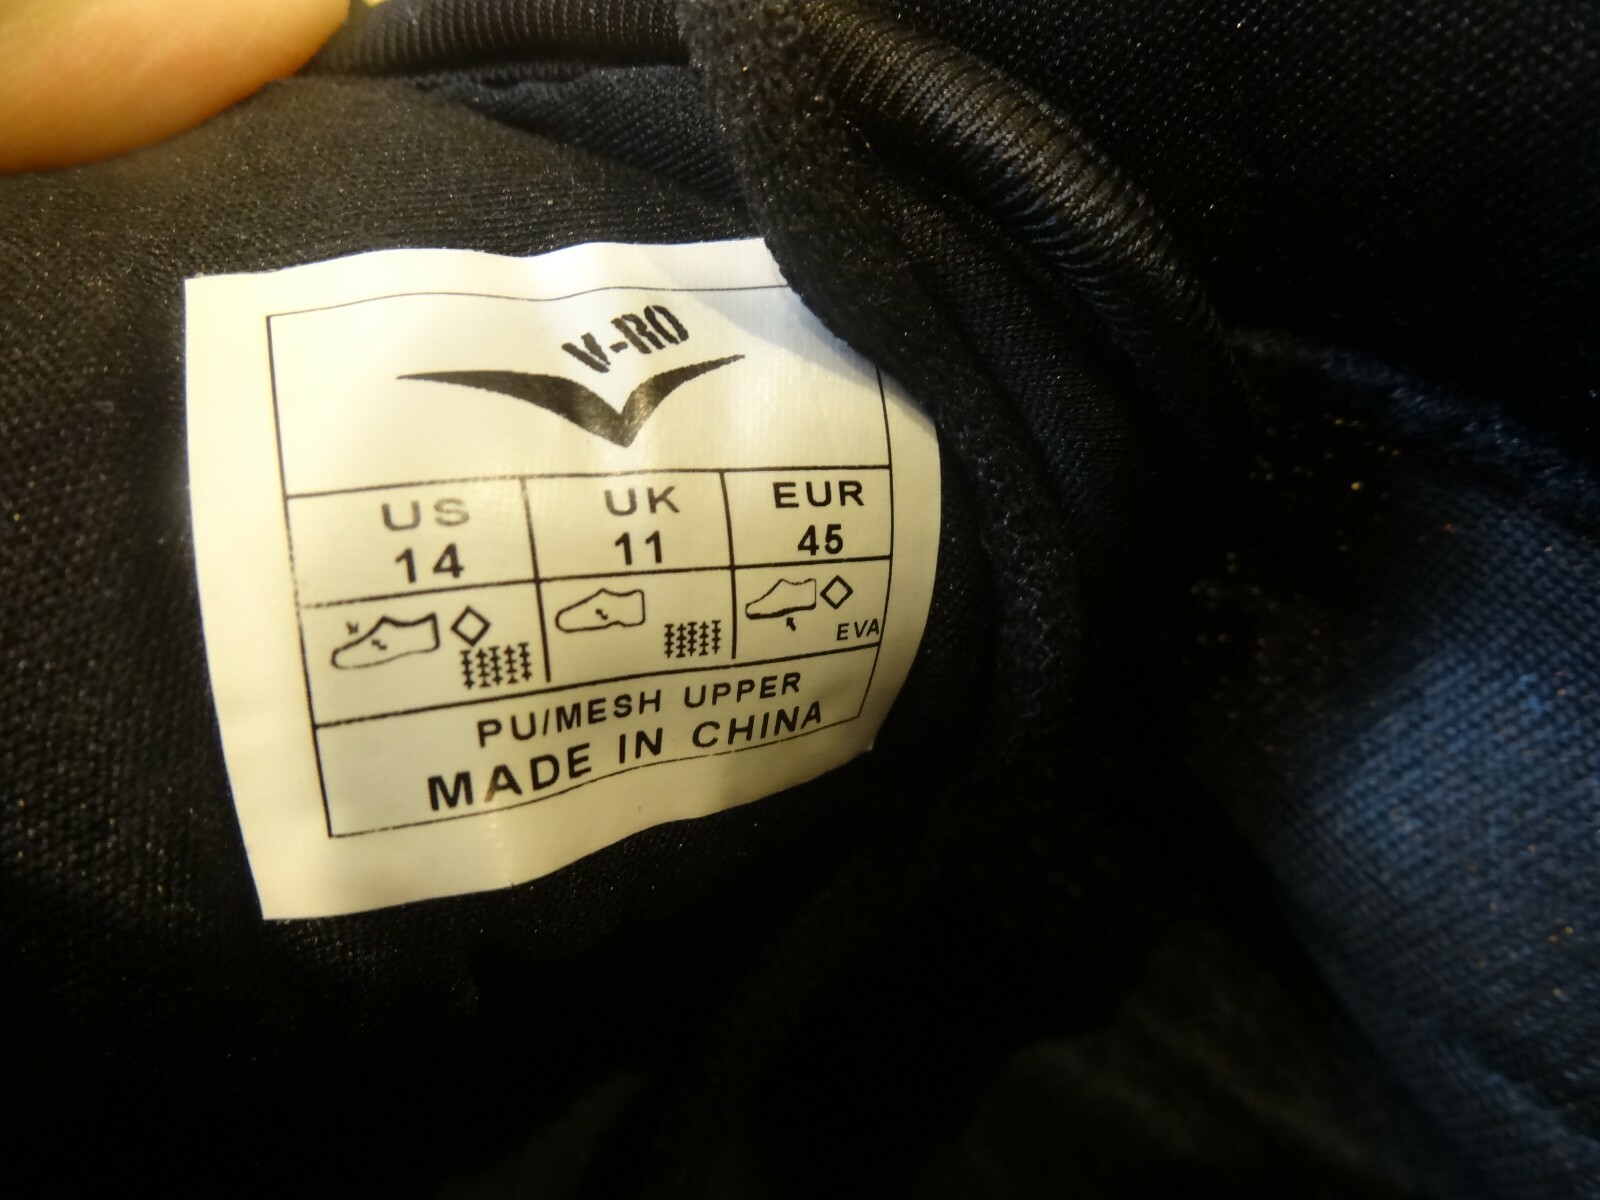 V-RO
US UK EUR
14 11 45
EVA
PU/MESH UPPER
MADE IN CHINA